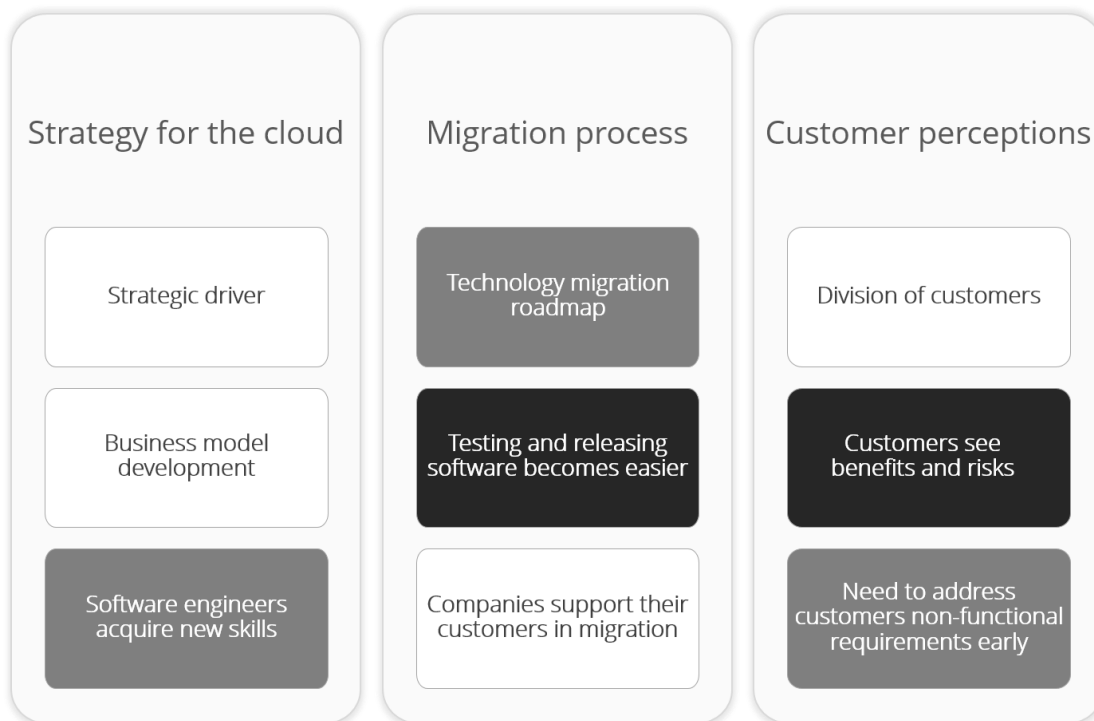 Strategy for the cloud
Strategic driver
Business model
development
Software engineers
acquire new skills
Migration process
Technology migration
roadmap
Testing and releasing
software becomes easier
Companies support their
customers in migration
Customer perceptions
Division of customers
Customers see
benefits and risks
Need to address
customers non-functional
requirements early